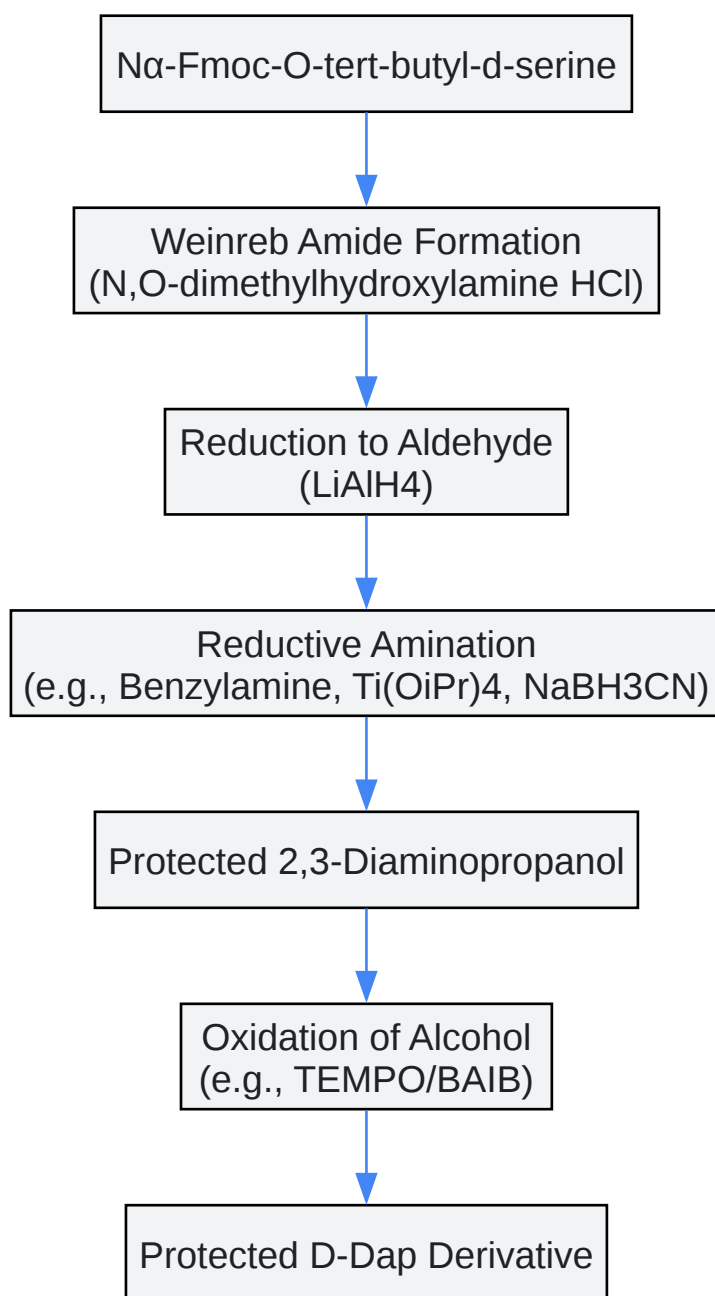 Nα-Fmoc-O-tert-butyl-d-serine
Weinreb Amide Formation
(N,O-dimethylhydroxylamine HCl)
Reduction to Aldehyde
(LiAlH4)
Reductive Amination
(e.g., Benzylamine, Ti(OiPr)4, NaBH3CN)
Protected 2,3-Diaminopropanol
Oxidation of Alcohol
(e.g., TEMPO/BAIB)
Protected D-Dap Derivative